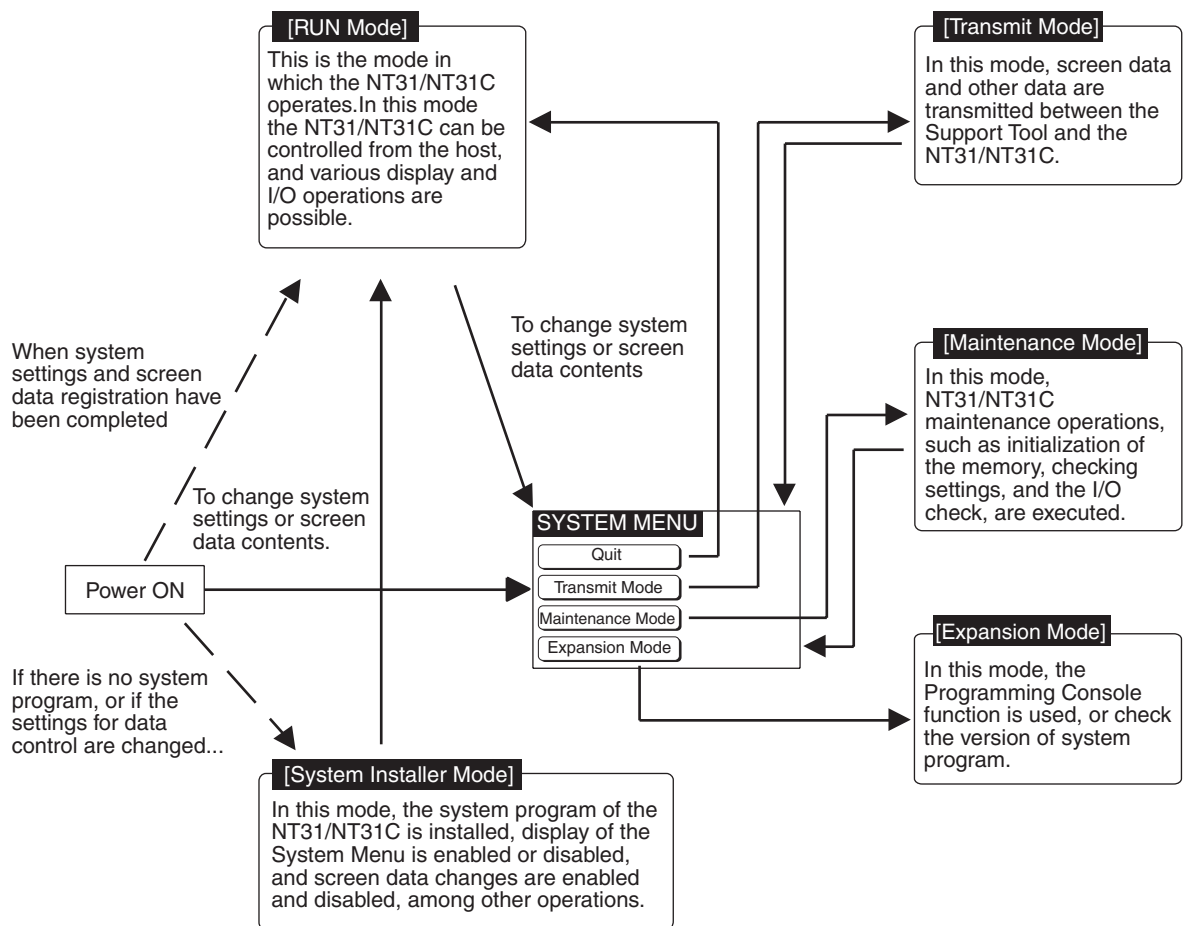 [RUN Mode]
This is the mode in
which the NT31/NT31C
operates.In this mode
the NT31/NT31C can be
controlled from the host,
and various display and
I/O operations are
possible.
[Transmit Mode]
In this mode, screen data
and other data are
transmitted between the
Support Tool and the
NT31/NT31C.
When system
settings and screen
data registration have
been completed
To change system
settings or screen
data contents
[Maintenance Mode]
In this mode,
NT31/NT31C
maintenance operations,
such as initialization of
the memory, checking
settings, and the I/O
check, are executed.
To change system
settings or screen
data contents.
Power ON
SYSTEM MENU
Quit
Transmit Mode
Maintenance Mode
Expansion Mode
[Expansion Mode]
In this mode, the
Programming Console
function is used, or check
the version of system
program.
If there is no system
program, or if the
settings for data
control are changed...
[System Installer Mode]
In this mode, the system program of the
NT31/NT31C is installed, display of the
System Menu is enabled or disabled,
and screen data changes are enabled
and disabled, among other operations.